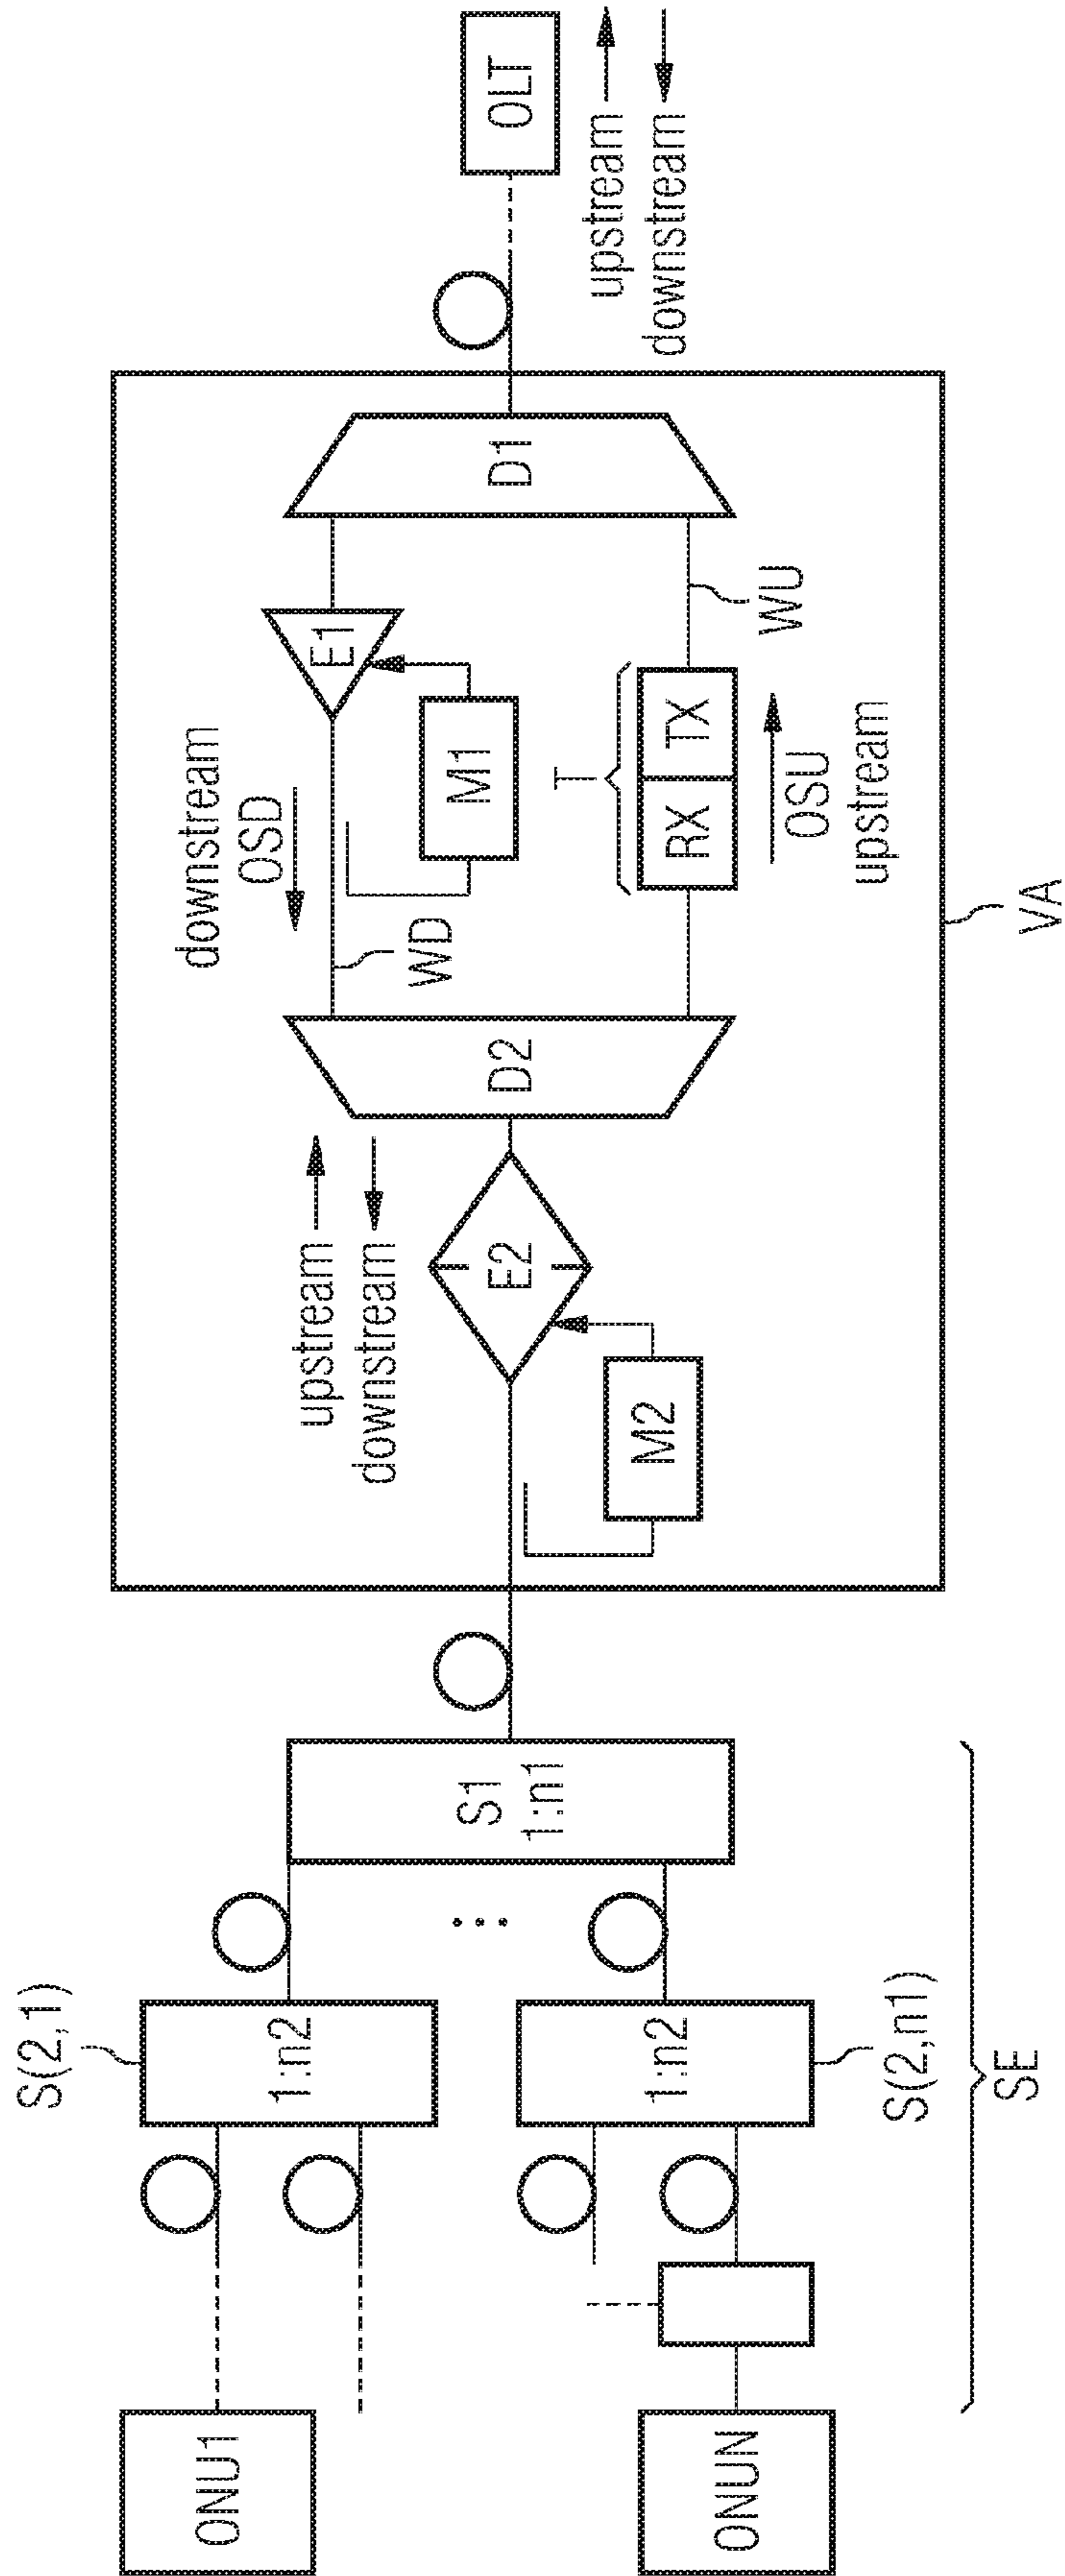 ONU1
ONUN
S(2,1)
1:n2
1:n2
S(2,n1)
SE
S1
1:n1
...
upstream
downstream
E2
M2
D2
downstream
OSD
WD
E1
M1
T
RX
TX
OSU
upstream
WU
D1
VA
OLT
upstream
downstream